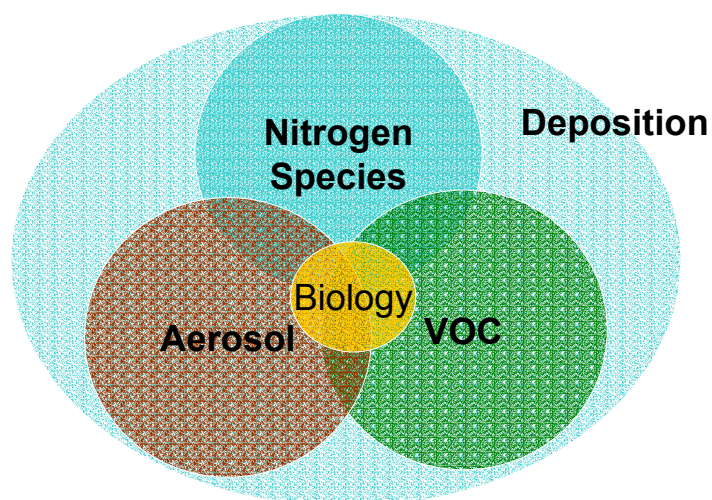 Deposition
Nitrogen
Species
Biology
Aerosol
VOC